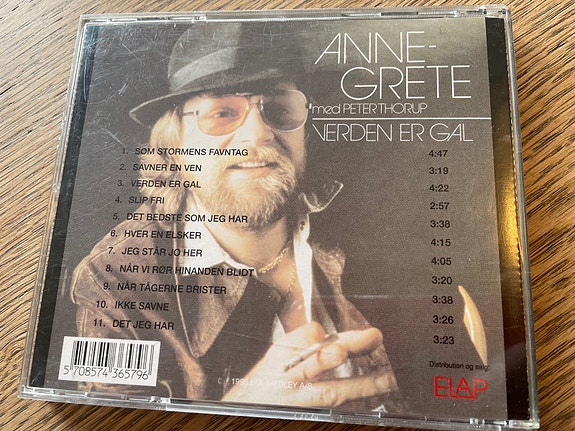 ANNE-
GRETE
med PETER THORUP
VERDEN ER GAL
1. SOM STORMENS FAVNTAG 4:47
2. SAVNER EN VEN 3:19
3. VERDEN ER GAL 4:22
4. SLIP FRI 2:57
5. DET BEDSTE SOM JEG HAR 3:38
6. HVER EN ELSKER 4:15
7. JEG STÅR JO HER 4:05
8. NÅR VI RØR HINANDEN BLIDT 3:20
9. NÅR TÅGERNE BRISTER 3:38
10. IKKE SAVNE 3:26
11. DET JEG HAR 3:23
Distribution og salg:
ELAP
5 708574 365796